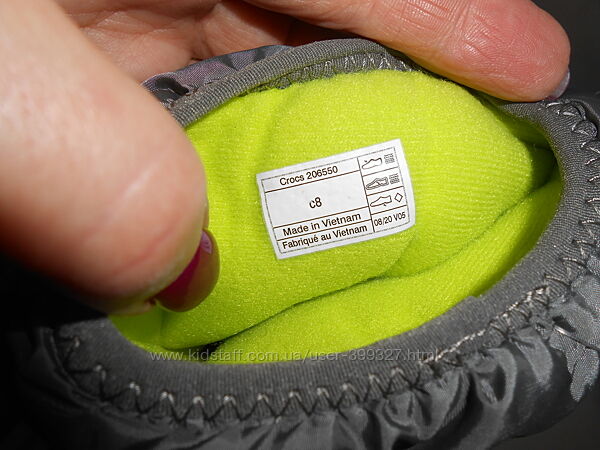 Crocs 206550
c8
Made in Vietnam
Fabriqué au Vietnam
08/20 V05
www.kidstaff.com.ua/user-399327.html